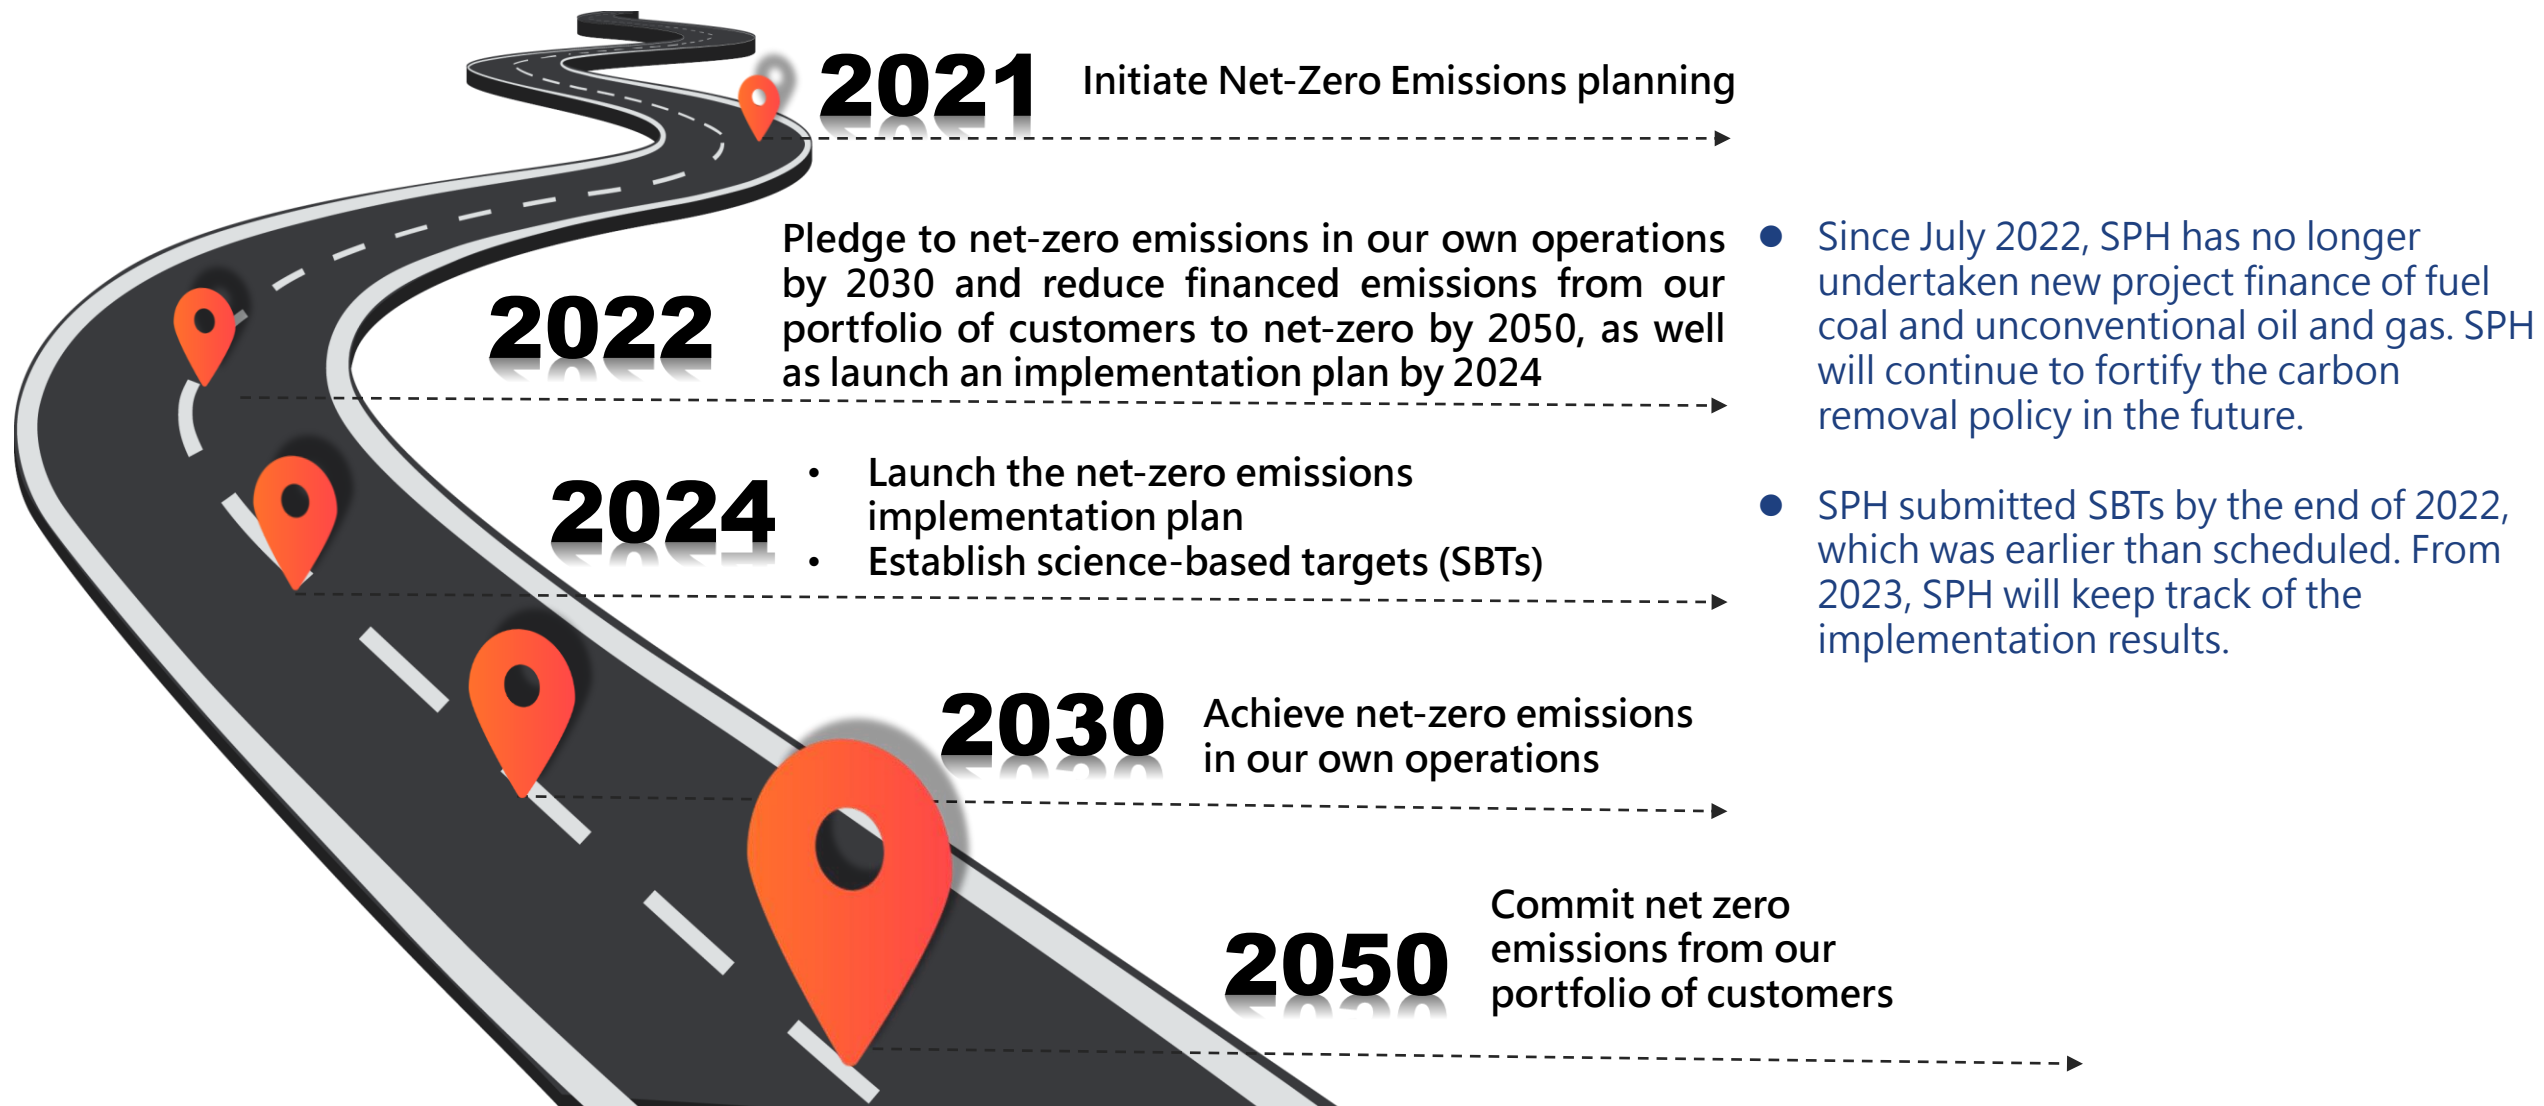 2021
Initiate Net-Zero Emissions planning
2022
Pledge to net-zero emissions in our own operations
by 2030 and reduce financed emissions from our
portfolio of customers to net-zero by 2050, as well
as launch an implementation plan by 2024
● Since July 2022, SPH has no longer
undertaken new project finance of fuel
coal and unconventional oil and gas. SPH
will continue to fortify the carbon
removal policy in the future.
2024
• Launch the net-zero emissions
implementation plan
• Establish science-based targets (SBTs)
● SPH submitted SBTs by the end of 2022,
which was earlier than scheduled. From
2023, SPH will keep track of the
implementation results.
2030
Achieve net-zero emissions
in our own operations
2050
Commit net zero
emissions from our
portfolio of customers